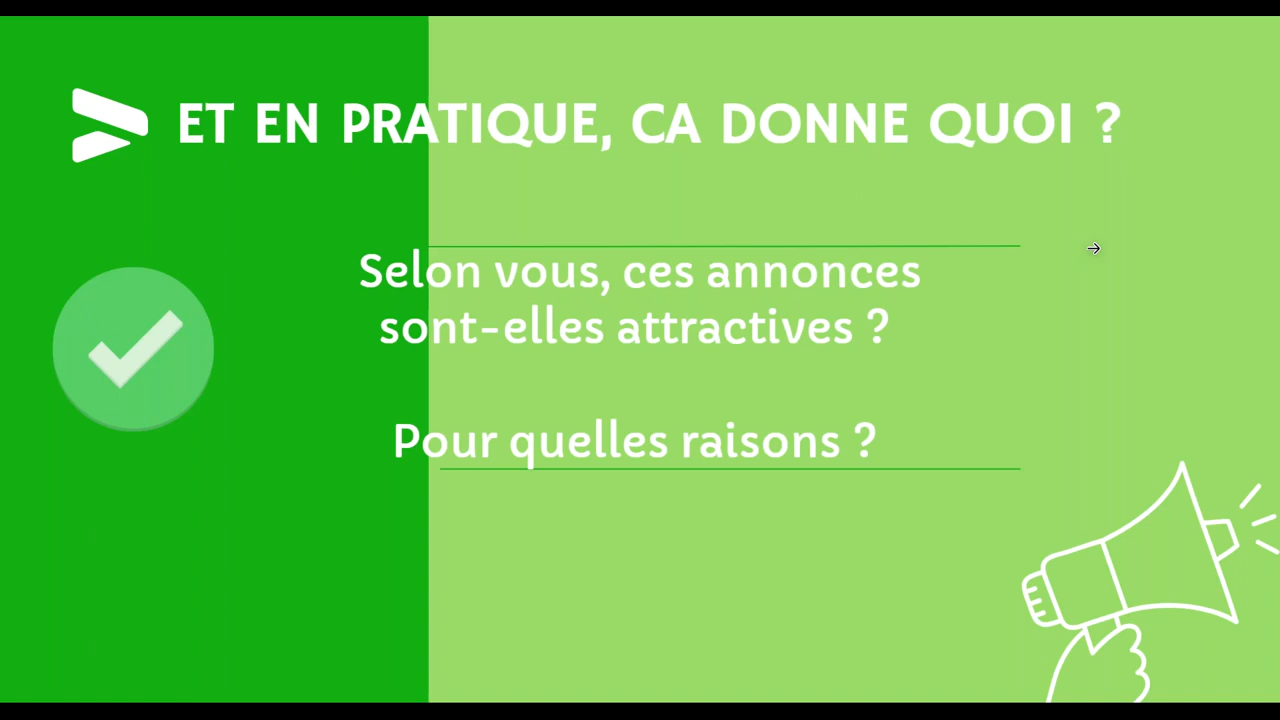 ET EN PRATIQUE, CA DONNE QUOI ?
Selon vous, ces annonces
sont-elles attractives ?
Pour quelles raisons ?